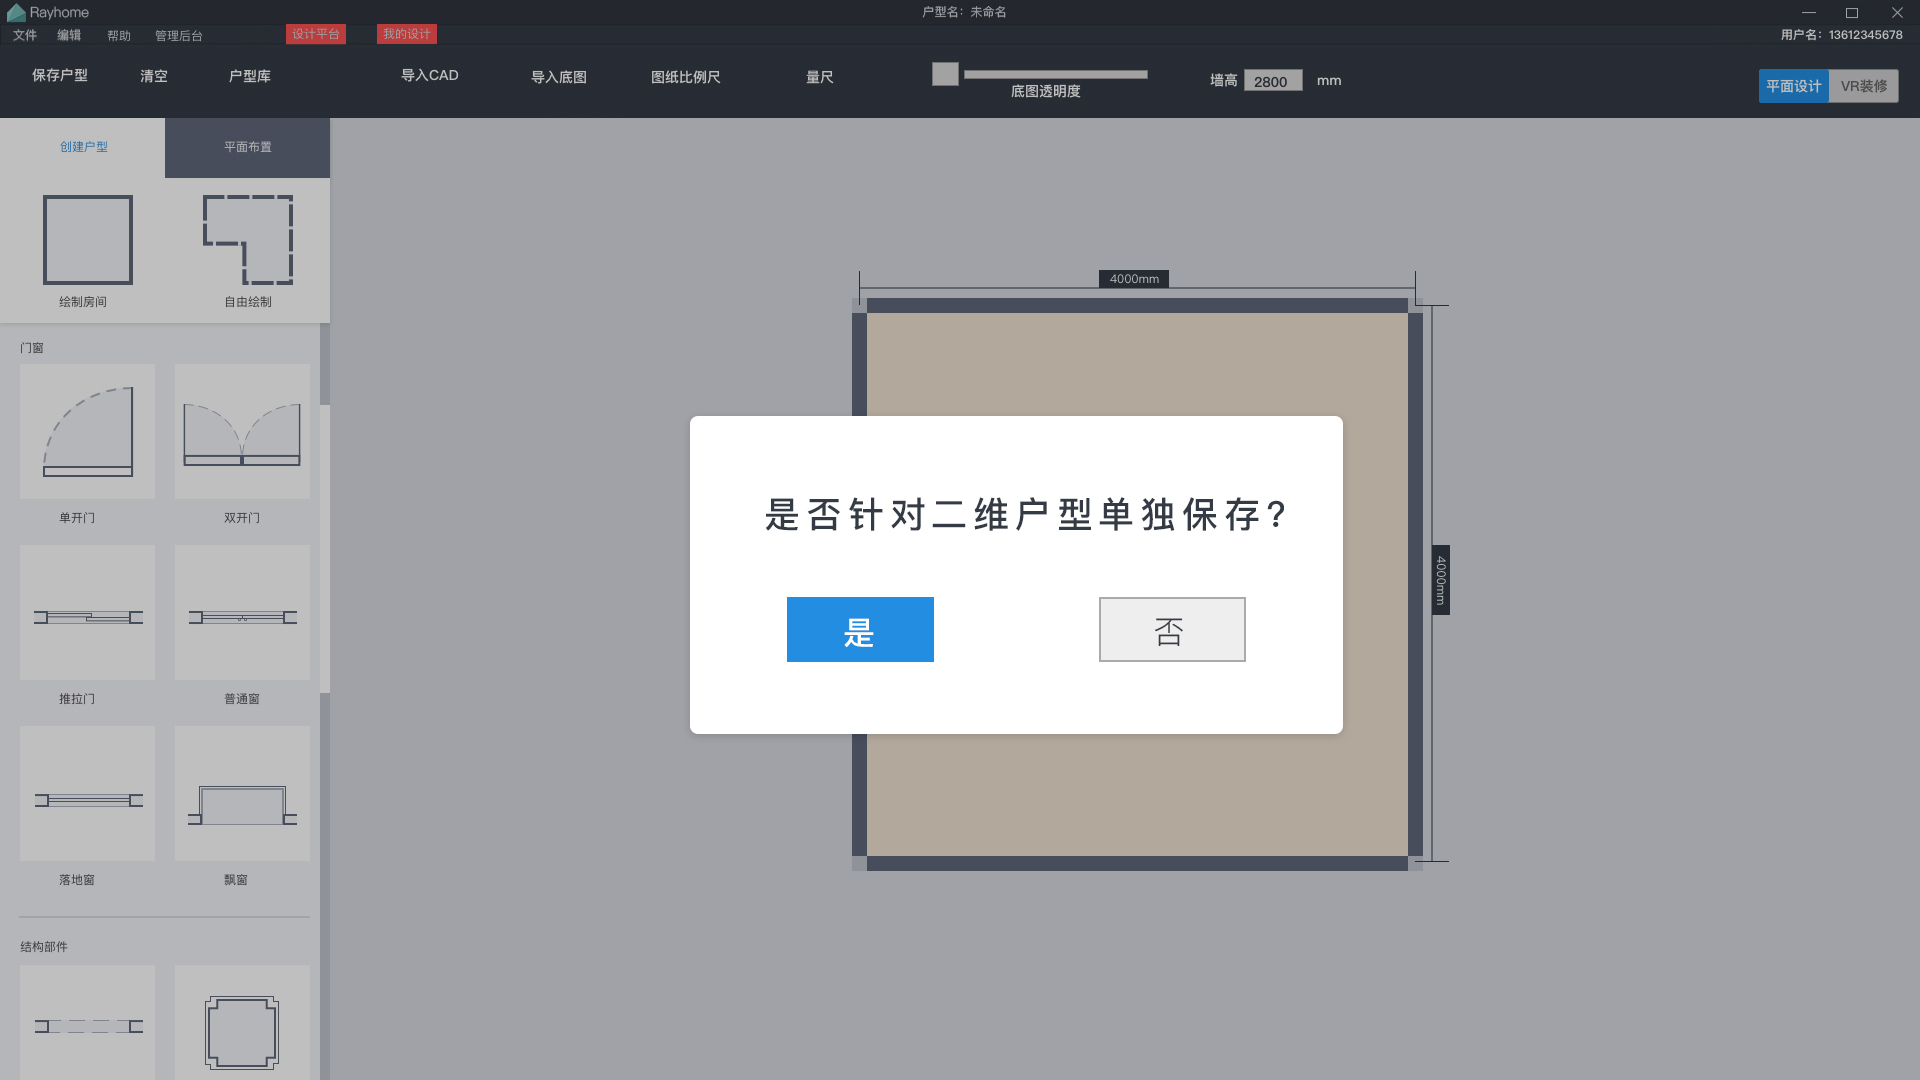 Rayhome
户型名：未命名
文件 编辑 帮助 管理后台 设计平台 我的设计
用户名：13612345678
保存户型 清空 户型库 导入CAD 导入底图 图纸比例尺 量尺
底图透明度
墙高 2800 mm
平面设计 VR装修
创建户型 平面布置
绘制房间 自由绘制
门窗
单开门 双开门
推拉门 普通窗
落地窗 飘窗
结构部件
4000mm
4000mm
是否针对二维户型单独保存?
是 否